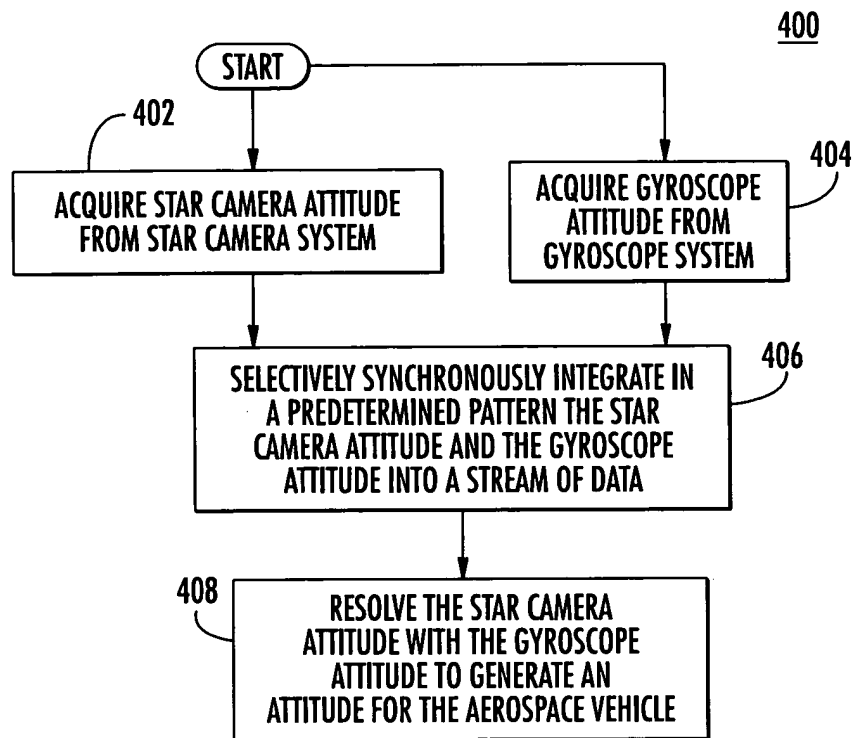 400
START
402
404
ACQUIRE STAR CAMERA ATTITUDE
FROM STAR CAMERA SYSTEM
ACQUIRE GYROSCOPE
ATTITUDE FROM
GYROSCOPE SYSTEM
406
SELECTIVELY SYNCHRONOUSLY INTEGRATE IN
A PREDETERMINED PATTERN THE STAR
CAMERA ATTITUDE AND THE GYROSCOPE
ATTITUDE INTO A STREAM OF DATA
408
RESOLVE THE STAR CAMERA
ATTITUDE WITH THE GYROSCOPE
ATTITUDE TO GENERATE AN
ATTITUDE FOR THE AEROSPACE VEHICLE